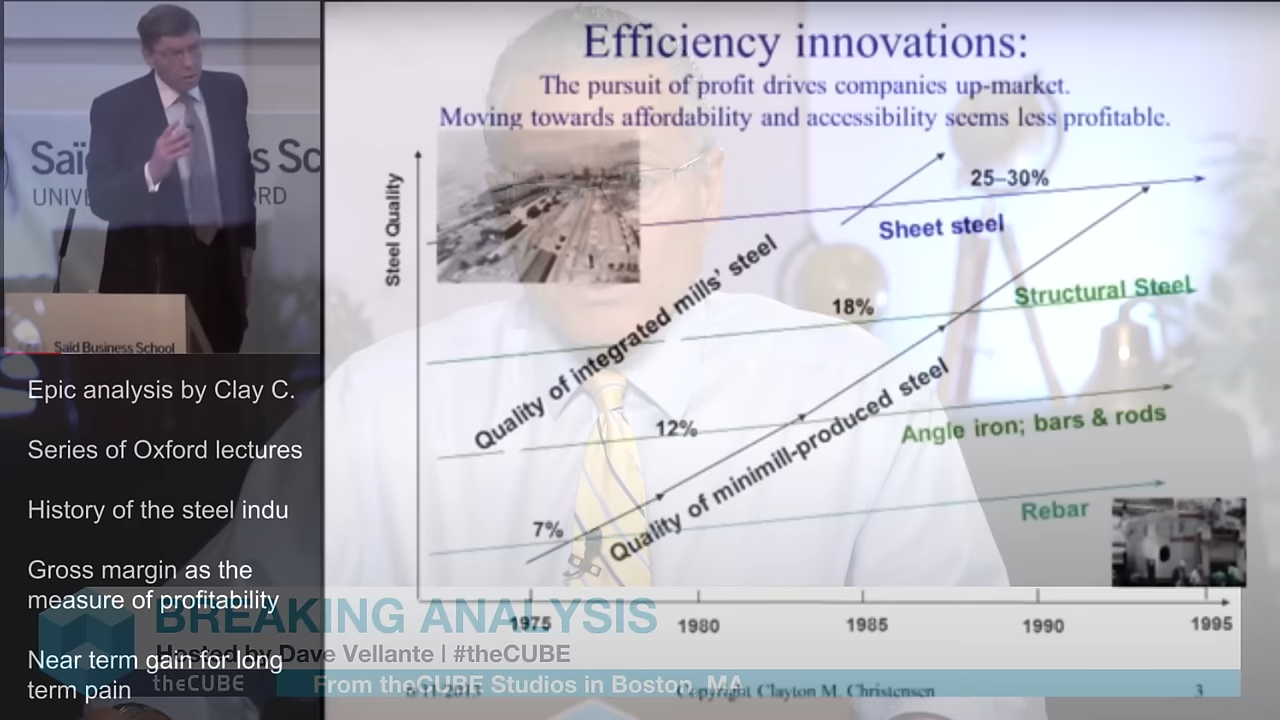 Efficiency innovations:
The pursuit of profit drives companies up-market.
Moving towards affordability and accessibility seems less profitable.
Saïd
s Sc
UNIVE
ORD
Saïd Business School
Steel Quality
25–30%
Sheet steel
Quality of integrated mills' steel
18%
Structural Steel
12%
Angle iron; bars & rods
Quality of minimill-produced steel
7%
Rebar
1975
1980
1985
1990
1995
Copyright Clayton M. Christensen
3
Epic analysis by Clay C.
Series of Oxford lectures
History of the steel indu
Gross margin as the
measure of profitability
Near term gain for long
term pain
BREAKING ANALYSIS
Hosted by Dave Vellante | #theCUBE
theCUBE
From theCUBE Studios in Boston, MA